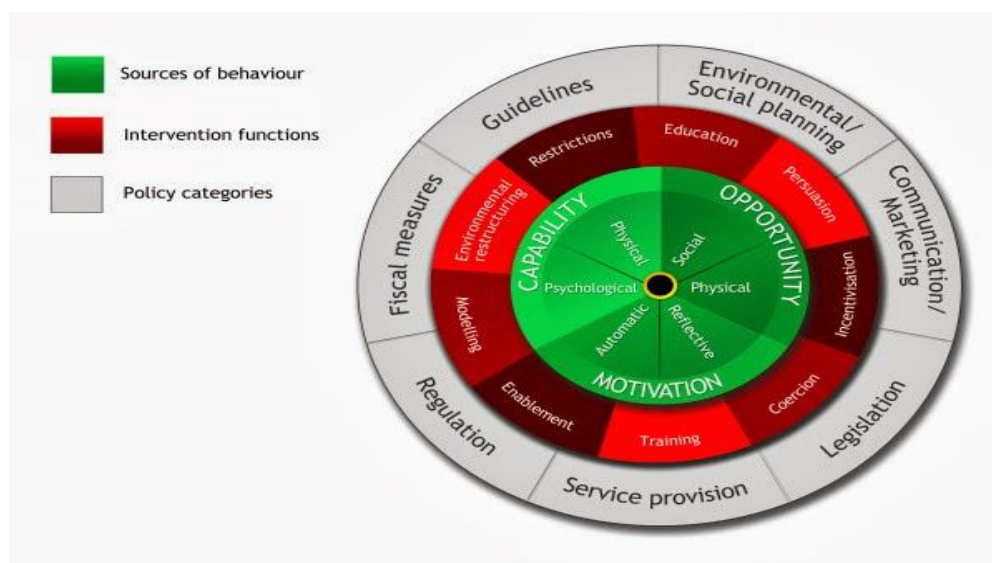 Sources of behaviour
Intervention functions
Policy categories
Guidelines
Environmental/
Social planning
Communication/
Marketing
Legislation
Service provision
Regulation
Fiscal measures
Restrictions
Education
Persuasion
Incentivisation
Coercion
Training
Enablement
Modelling
Environmental
restructuring
CAPABILITY
OPPORTUNITY
MOTIVATION
Physical
Social
Psychological
Physical
Automatic
Reflective